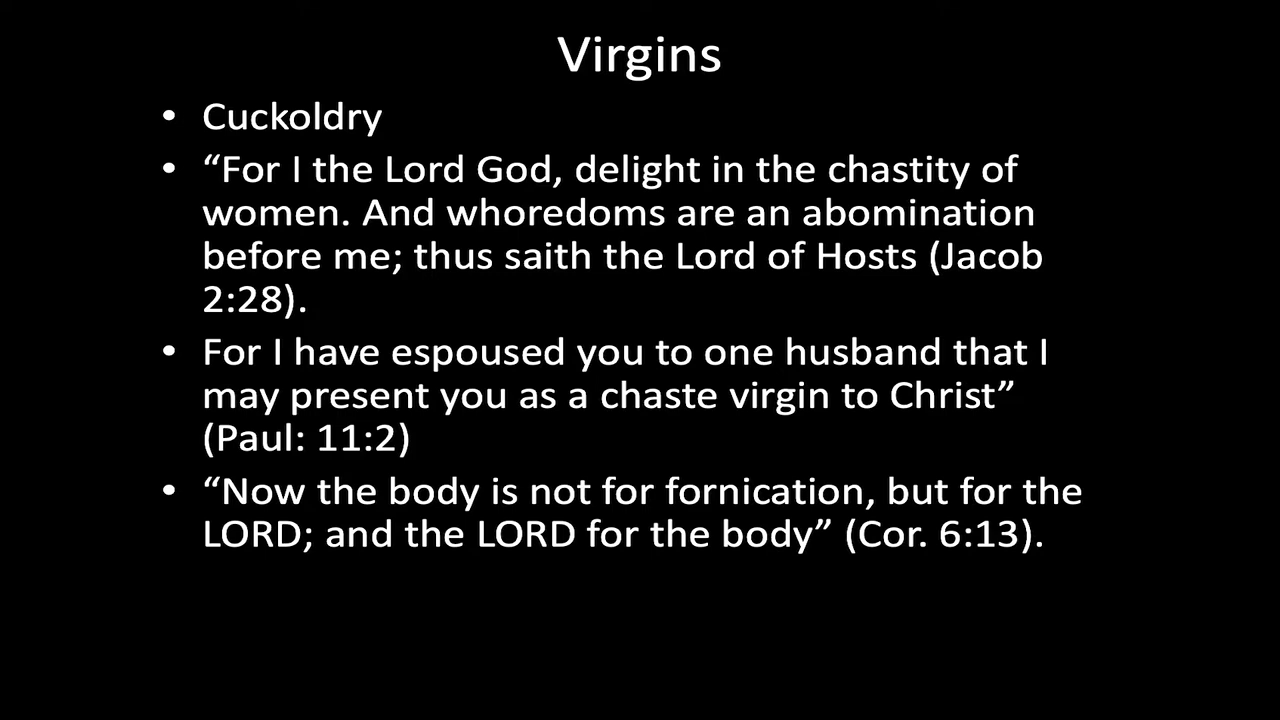 Virgins
• Cuckoldry
• “For I the Lord God, delight in the chastity of
women. And whoredoms are an abomination
before me; thus saith the Lord of Hosts (Jacob
2:28).
• For I have espoused you to one husband that I
may present you as a chaste virgin to Christ”
(Paul: 11:2)
• “Now the body is not for fornication, but for the
LORD; and the LORD for the body” (Cor. 6:13).